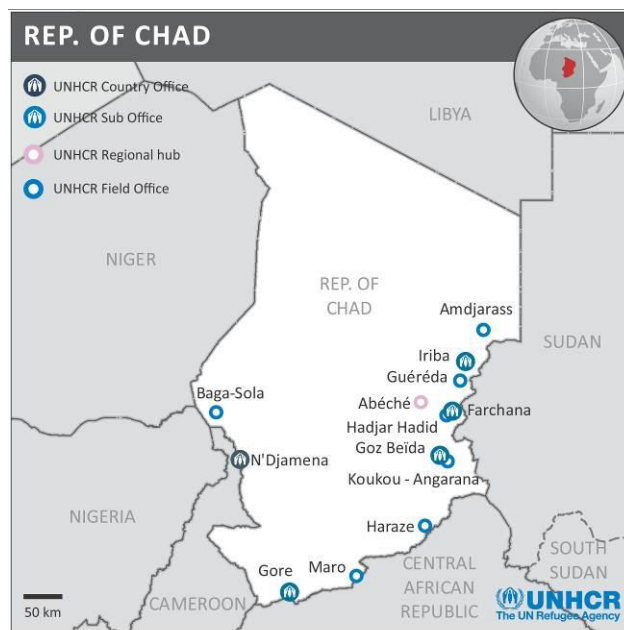 REP. OF CHAD
UNHCR Country Office
UNHCR Sub Office
UNHCR Regional hub
UNHCR Field Office
LIBYA
NIGER
REP. OF
CHAD
Amdjarass
SUDAN
Iriba
Guéréda
Baga-Sola
Abéché
Farchana
Hadjar Hadid
Goz Beïda
N'Djamena
Koukou - Angarana
NIGERIA
Haraze
SOUTH
SUDAN
Gore
Maro
CENTRAL
AFRICAN
REPUBLIC
CAMEROON
50 km
UNHCR
The UN Refugee Agency